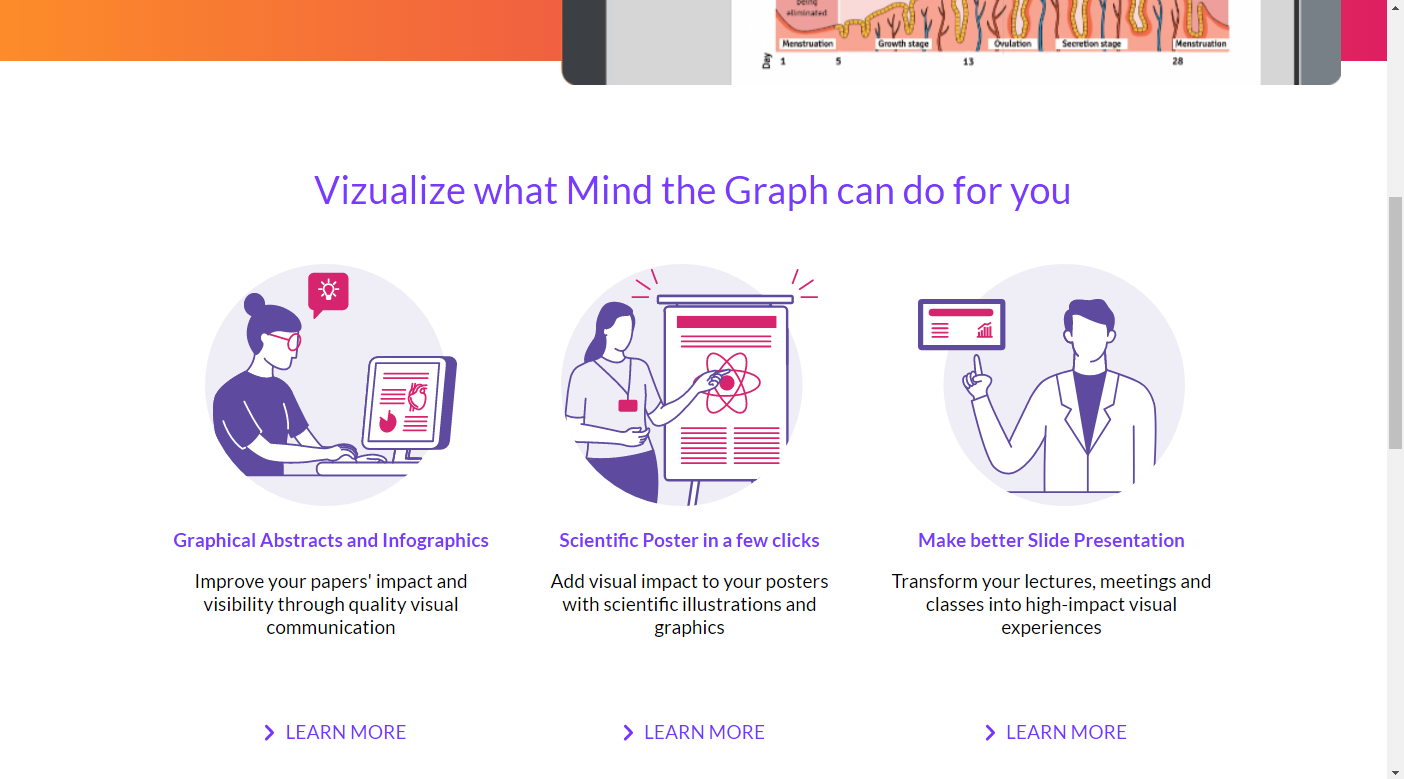 being
eliminated
Menstruation Growth stage Ovulation Secretion stage Menstruation
Day 1 5 13 28
Vizualize what Mind the Graph can do for you
Graphical Abstracts and Infographics
Improve your papers' impact and
visibility through quality visual
communication
LEARN MORE
Scientific Poster in a few clicks
Add visual impact to your posters
with scientific illustrations and
graphics
LEARN MORE
Make better Slide Presentation
Transform your lectures, meetings and
classes into high-impact visual
experiences
LEARN MORE